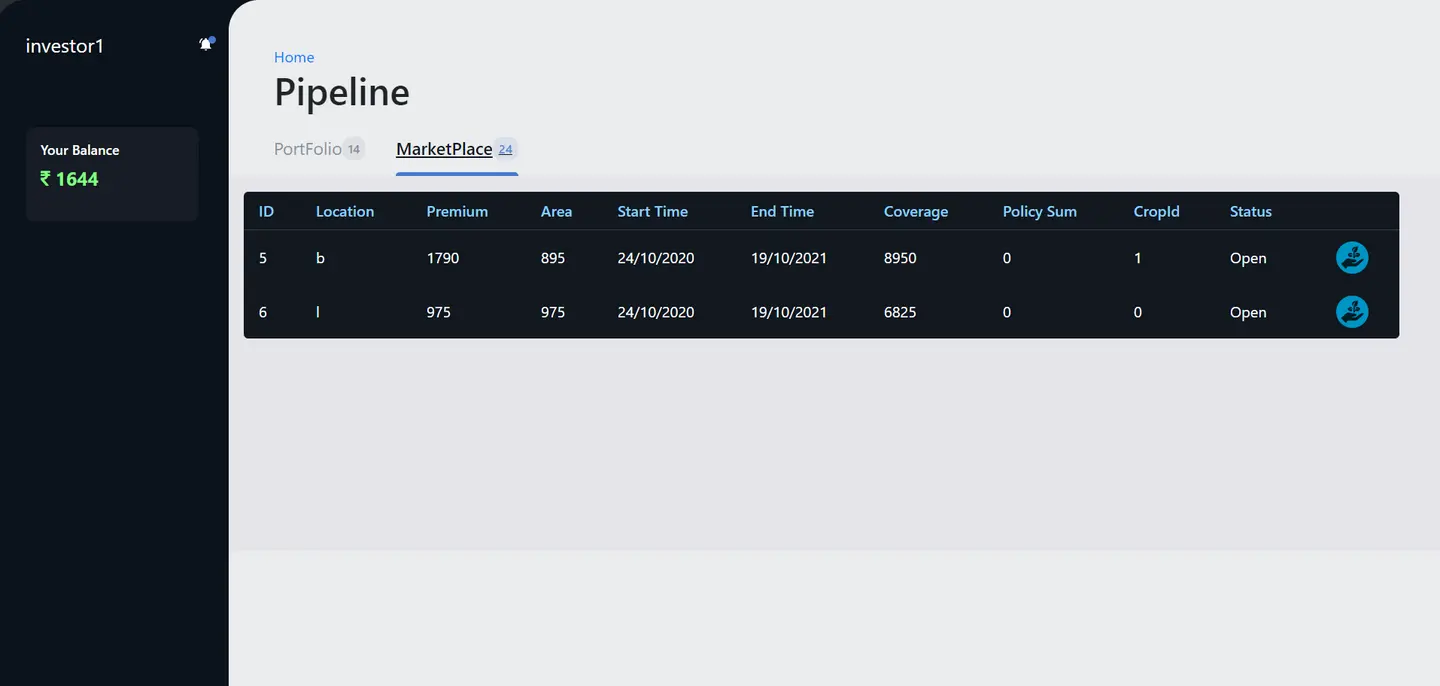 investor1
Your Balance
₹ 1644
Home
Pipeline
PortFolio 14 MarketPlace 24
ID Location Premium Area Start Time End Time Coverage Policy Sum CropId Status
5 b 1790 895 24/10/2020 19/10/2021 8950 0 1 Open
6 l 975 975 24/10/2020 19/10/2021 6825 0 0 Open